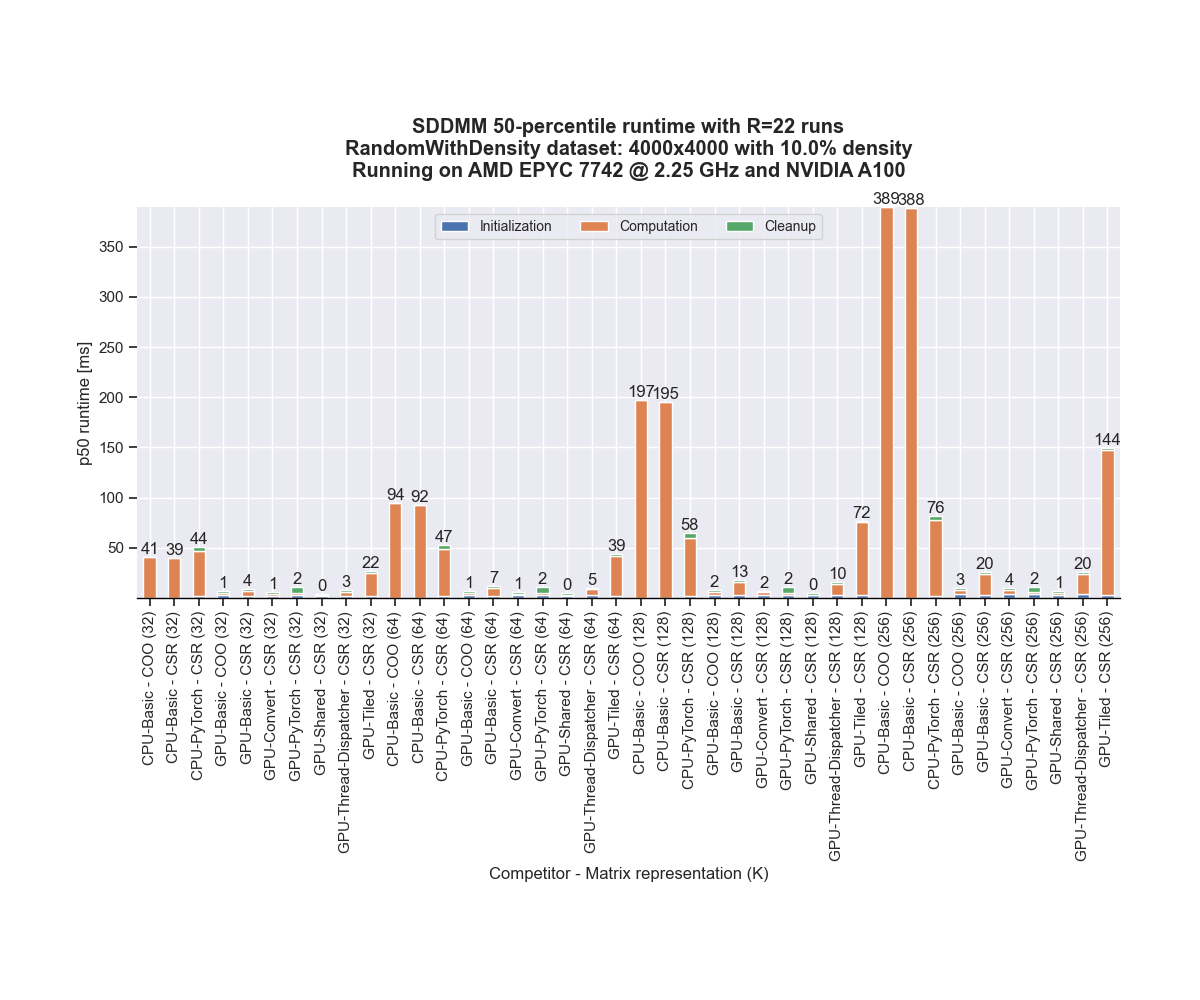 SDDMM 50-percentile runtime with R=22 runs
RandomWithDensity dataset: 4000x4000 with 10.0% density
Running on AMD EPYC 7742 @ 2.25 GHz and NVIDIA A100
Initialization Computation Cleanup
p50 runtime [ms]
350
300
250
200
150
100
50
41 39 44 1 4 1 2 0 3 22 94 92 47 1 7 1 2 0 5 39 197 195 58 2 13 2 2 0 10 72 389 388 76 3 20 4 2 1 20 144
CPU-Basic - COO (32)
CPU-Basic - CSR (32)
CPU-PyTorch - CSR (32)
GPU-Basic - COO (32)
GPU-Basic - CSR (32)
GPU-Convert - CSR (32)
GPU-PyTorch - CSR (32)
GPU-Shared - CSR (32)
GPU-Thread-Dispatcher - CSR (32)
GPU-Tiled - CSR (32)
CPU-Basic - COO (64)
CPU-Basic - CSR (64)
CPU-PyTorch - CSR (64)
GPU-Basic - COO (64)
GPU-Basic - CSR (64)
GPU-Convert - CSR (64)
GPU-PyTorch - CSR (64)
GPU-Shared - CSR (64)
GPU-Thread-Dispatcher - CSR (64)
GPU-Tiled - CSR (64)
CPU-Basic - COO (128)
CPU-Basic - CSR (128)
CPU-PyTorch - CSR (128)
GPU-Basic - COO (128)
GPU-Basic - CSR (128)
GPU-Convert - CSR (128)
GPU-PyTorch - CSR (128)
GPU-Shared - CSR (128)
GPU-Thread-Dispatcher - CSR (128)
GPU-Tiled - CSR (128)
CPU-Basic - COO (256)
CPU-Basic - CSR (256)
CPU-PyTorch - CSR (256)
GPU-Basic - COO (256)
GPU-Basic - CSR (256)
GPU-Convert - CSR (256)
GPU-PyTorch - CSR (256)
GPU-Shared - CSR (256)
GPU-Thread-Dispatcher - CSR (256)
GPU-Tiled - CSR (256)
Competitor - Matrix representation (K)